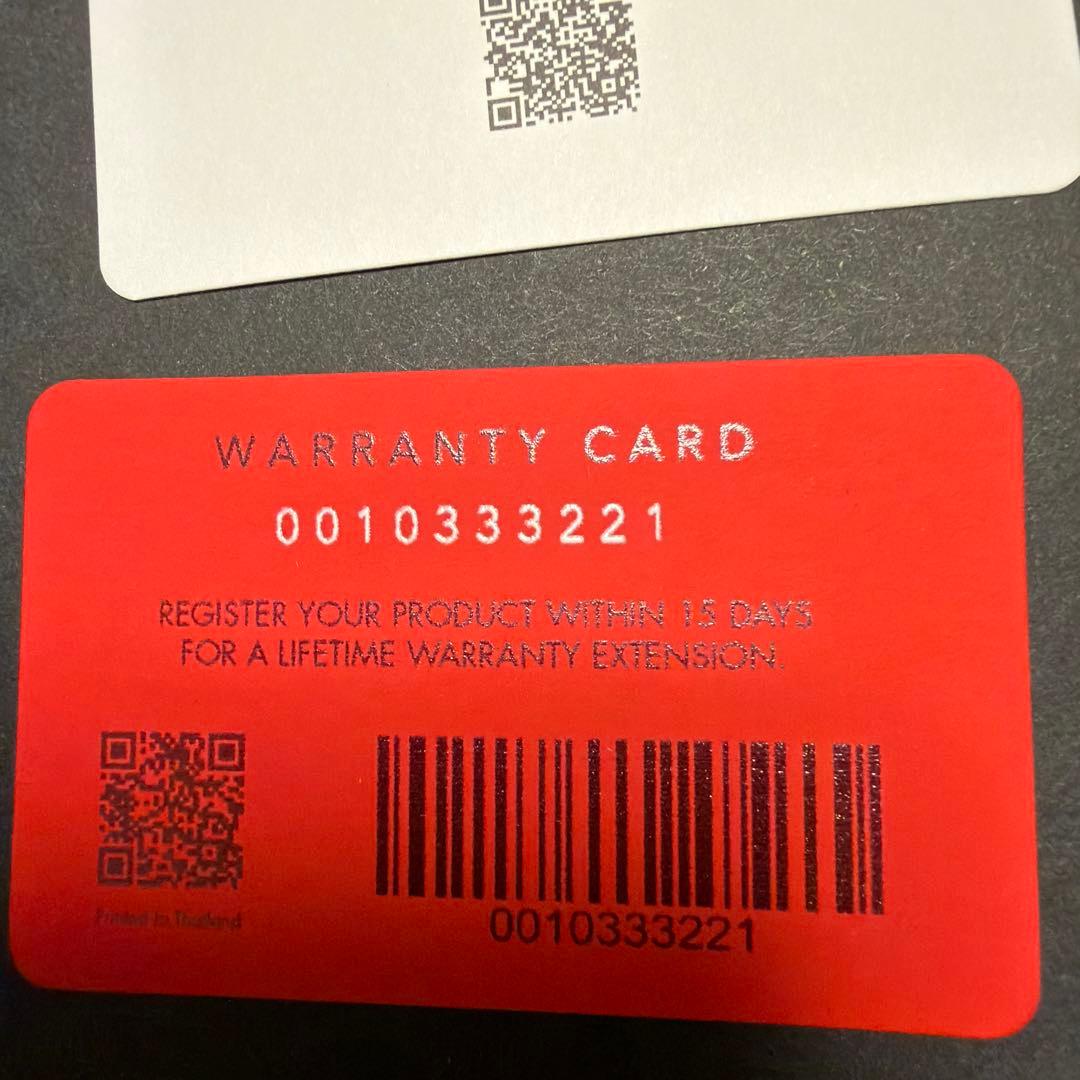 WARRANTY CARD
0010333221
REGISTER YOUR PRODUCT WITHIN 15 DAYS
FOR A LIFETIME WARRANTY EXTENSION.
Printed in Thailand
0010333221